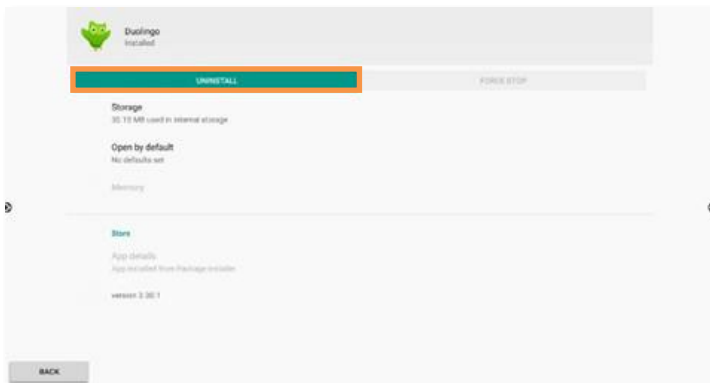 Duolingo
Installed
UNINSTALL
FORCE STOP
Storage
30.10 MB used in internal storage
Open by default
No defaults set
Memory
Store
App details
App installed from Package installer
version 3.30.1
BACK